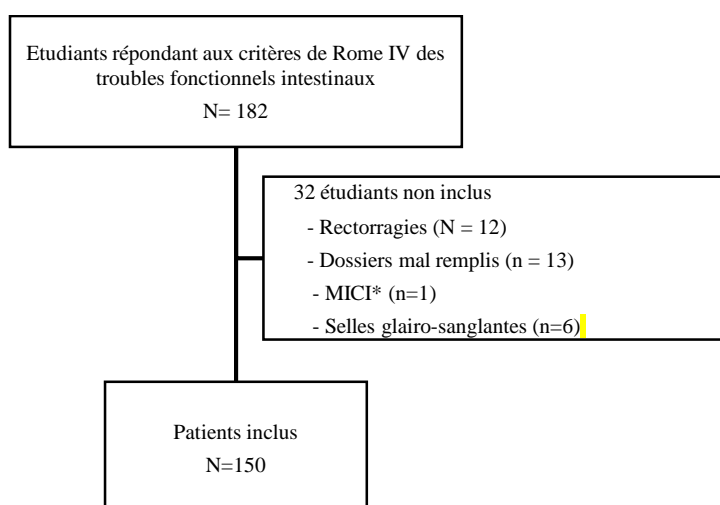 Etudiants répondant aux critères de Rome IV des
troubles fonctionnels intestinaux
N= 182
32 étudiants non inclus
- Rectorragies (N = 12)
- Dossiers mal remplis (n = 13)
- MICI* (n=1)
- Selles glairo-sanglantes (n=6)
Patients inclus
N=150